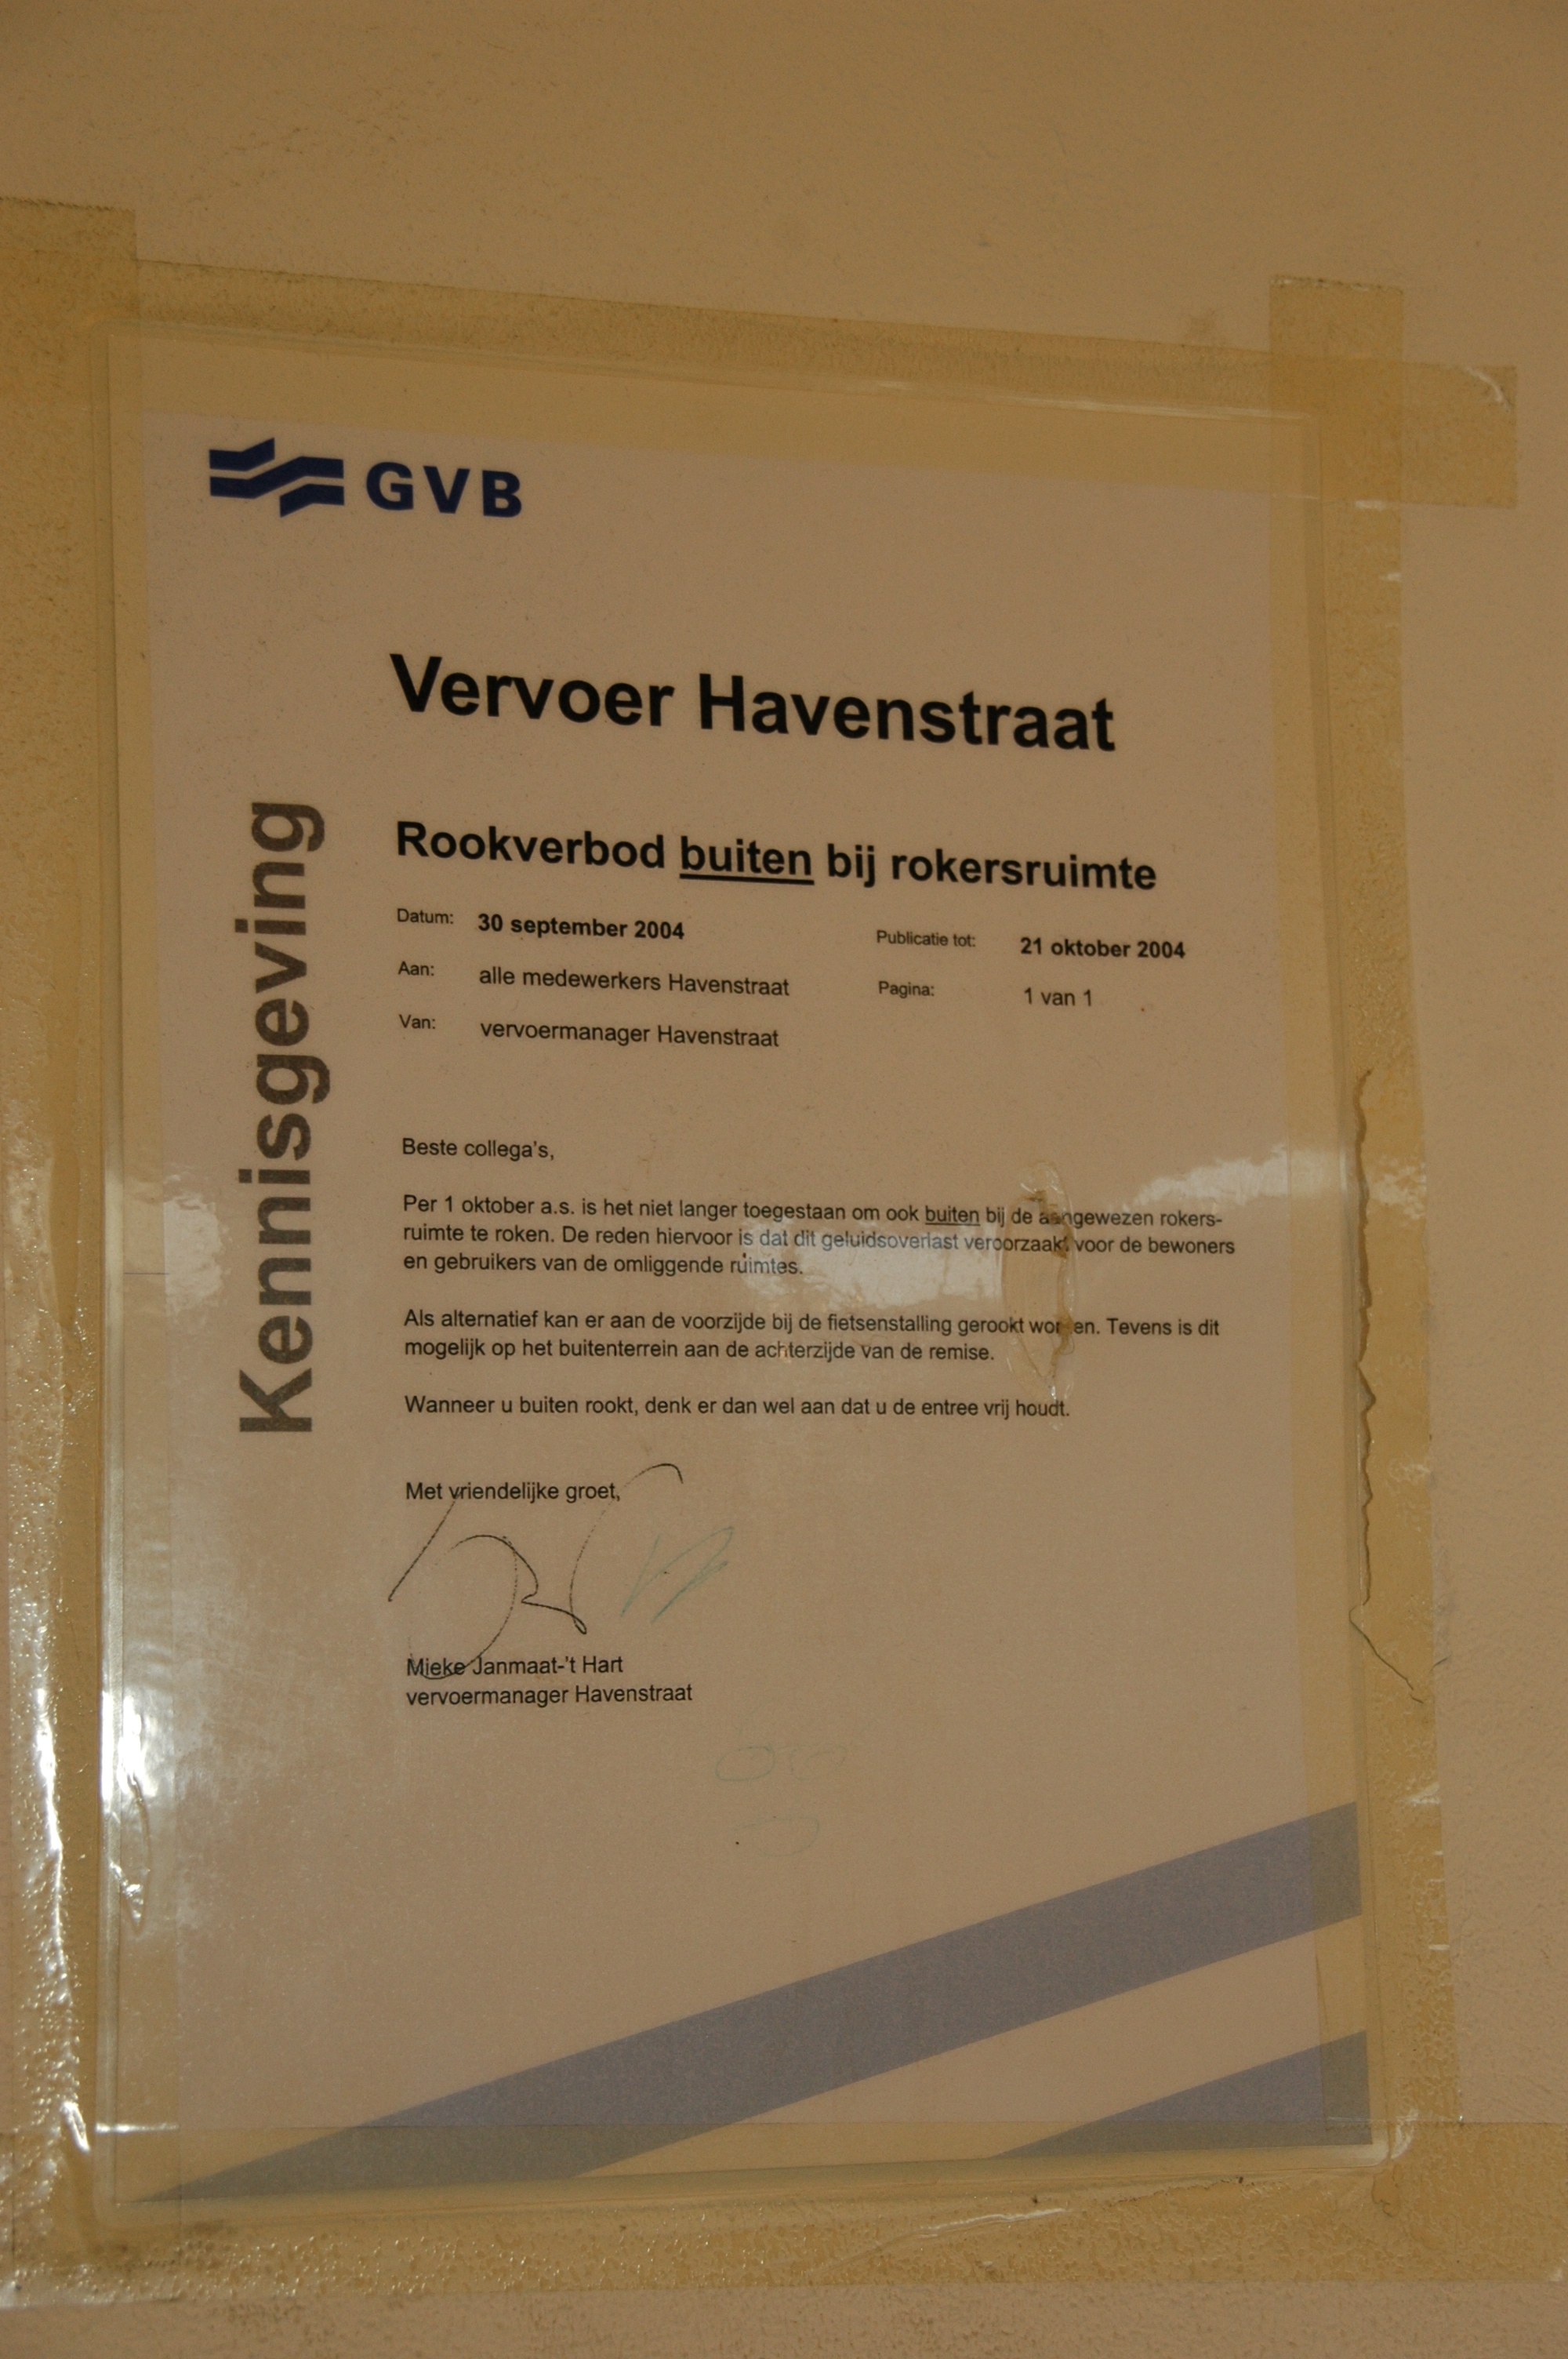 GVB
Vervoer Havenstraat
Kennisgeving
Rookverbod buiten bij rokersruimte
Datum: 30 september 2004 Publicatie tot: 21 oktober 2004
Aan: alle medewerkers Havenstraat Pagina: 1 van 1
Van: vervoermanager Havenstraat
Beste collega's,
Per 1 oktober a.s. is het niet langer toegestaan om ook buiten bij de aangewezen rokers-
ruimte te roken. De reden hiervoor is dat dit geluidsoverlast veroorzaakt voor de bewoners
en gebruikers van de omliggende ruimtes.
Als alternatief kan er aan de voorzijde bij de fietsenstalling gerookt worden. Tevens is dit
mogelijk op het buitenterrein aan de achterzijde van de remise.
Wanneer u buiten rookt, denk er dan wel aan dat u de entree vrij houdt.
Met vriendelijke groet,
Mieke Janmaat-'t Hart
vervoermanager Havenstraat